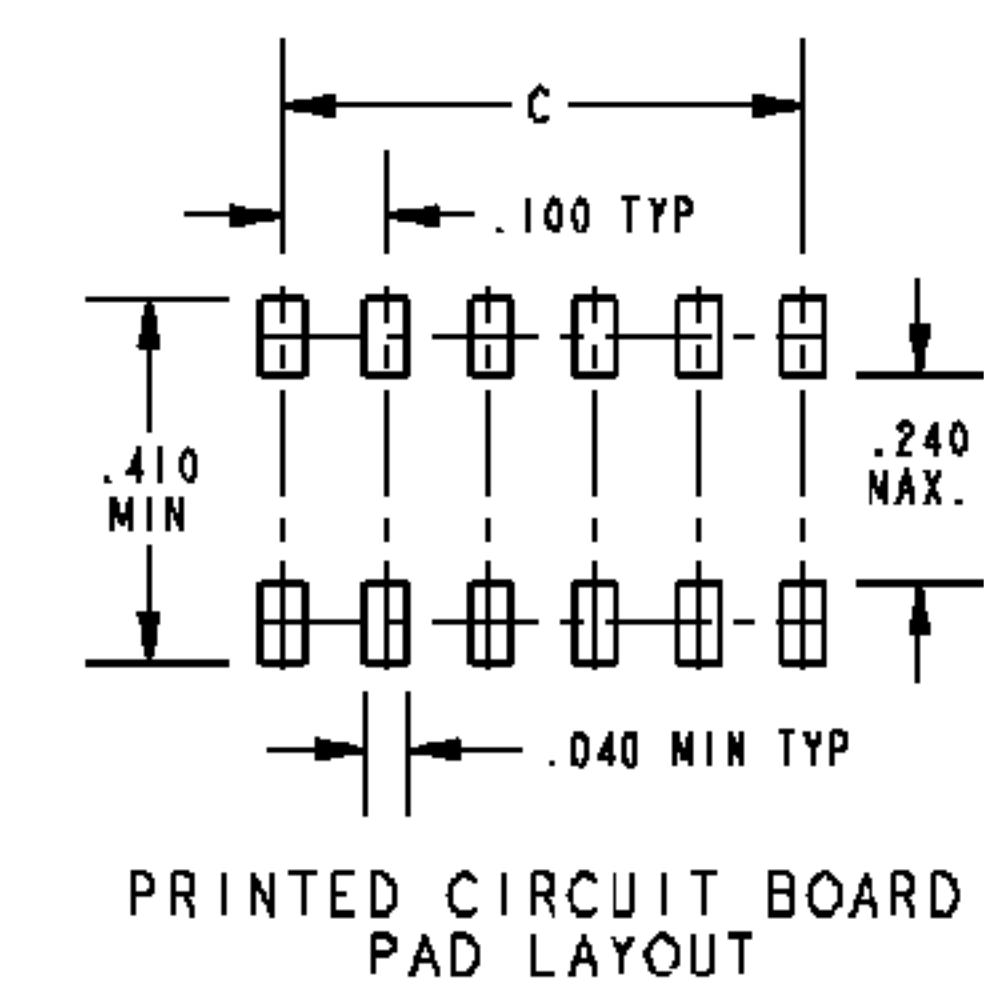 C
.100 TYP
.410
MIN
.240
MAX.
.040 MIN TYP
PRINTED CIRCUIT BOARD
PAD LAYOUT